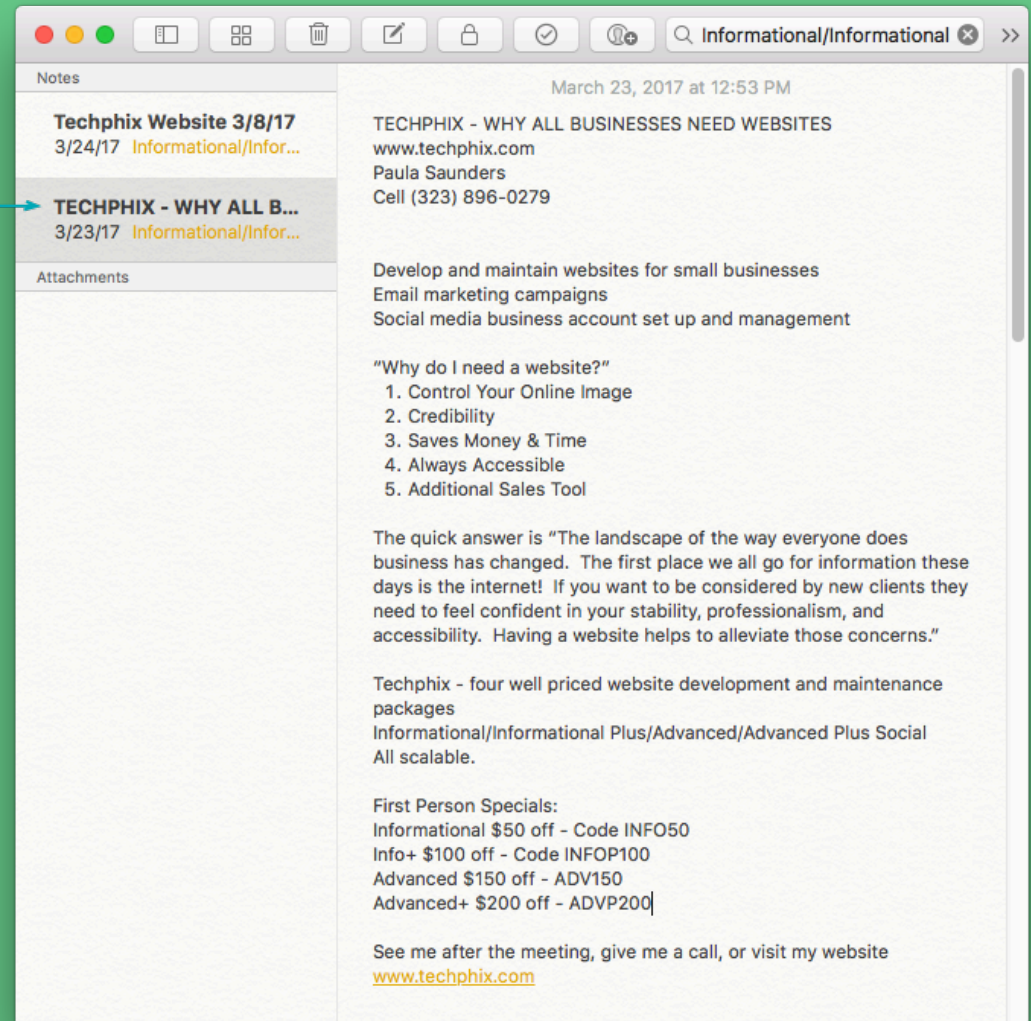 Informational/Informational
Notes
Techphix Website 3/8/17
3/24/17 Informational/Infor...
TECHPHIX - WHY ALL B...
3/23/17 Informational/Infor...
Attachments
March 23, 2017 at 12:53 PM
TECHPHIX - WHY ALL BUSINESSES NEED WEBSITES
www.techphix.com
Paula Saunders
Cell (323) 896-0279
Develop and maintain websites for small businesses
Email marketing campaigns
Social media business account set up and management
“Why do I need a website?”
1. Control Your Online Image
2. Credibility
3. Saves Money & Time
4. Always Accessible
5. Additional Sales Tool
The quick answer is “The landscape of the way everyone does
business has changed.  The first place we all go for information these
days is the internet!  If you want to be considered by new clients they
need to feel confident in your stability, professionalism, and
accessibility.  Having a website helps to alleviate those concerns.”
Techphix - four well priced website development and maintenance
packages
Informational/Informational Plus/Advanced/Advanced Plus Social
All scalable.
First Person Specials:
Informational $50 off - Code INFO50
Info+ $100 off - Code INFOP100
Advanced $150 off - ADV150
Advanced+ $200 off - ADVP200
See me after the meeting, give me a call, or visit my website
www.techphix.com